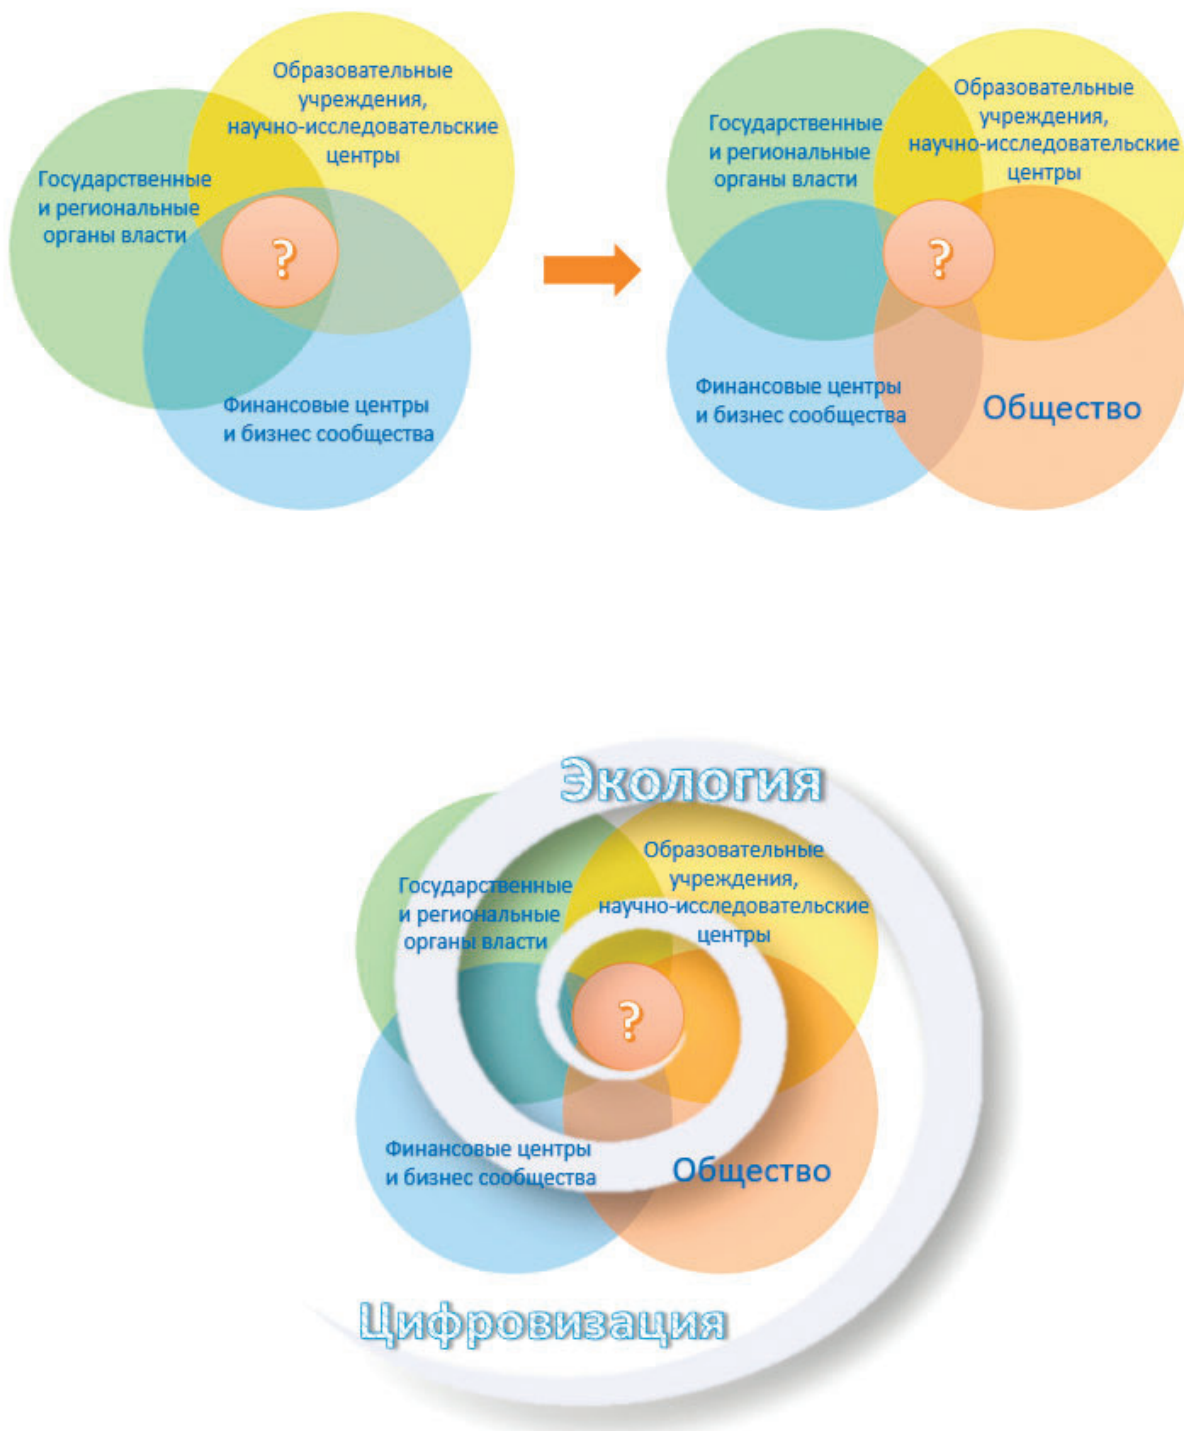 Образовательные
учреждения,
научно-исследовательские
центры
Государственные
и региональные
органы власти
?
Финансовые центры
и бизнес сообщества
Государственные
и региональные
органы власти
Образовательные
учреждения,
научно-исследовательские
центры
?
Финансовые центры
и бизнес сообщества
Общество
Экология
Образовательные
учреждения,
научно-исследовательские
центры
Государственные
и региональные
органы власти
?
Финансовые центры
и бизнес сообщества
Общество
Цифровизация